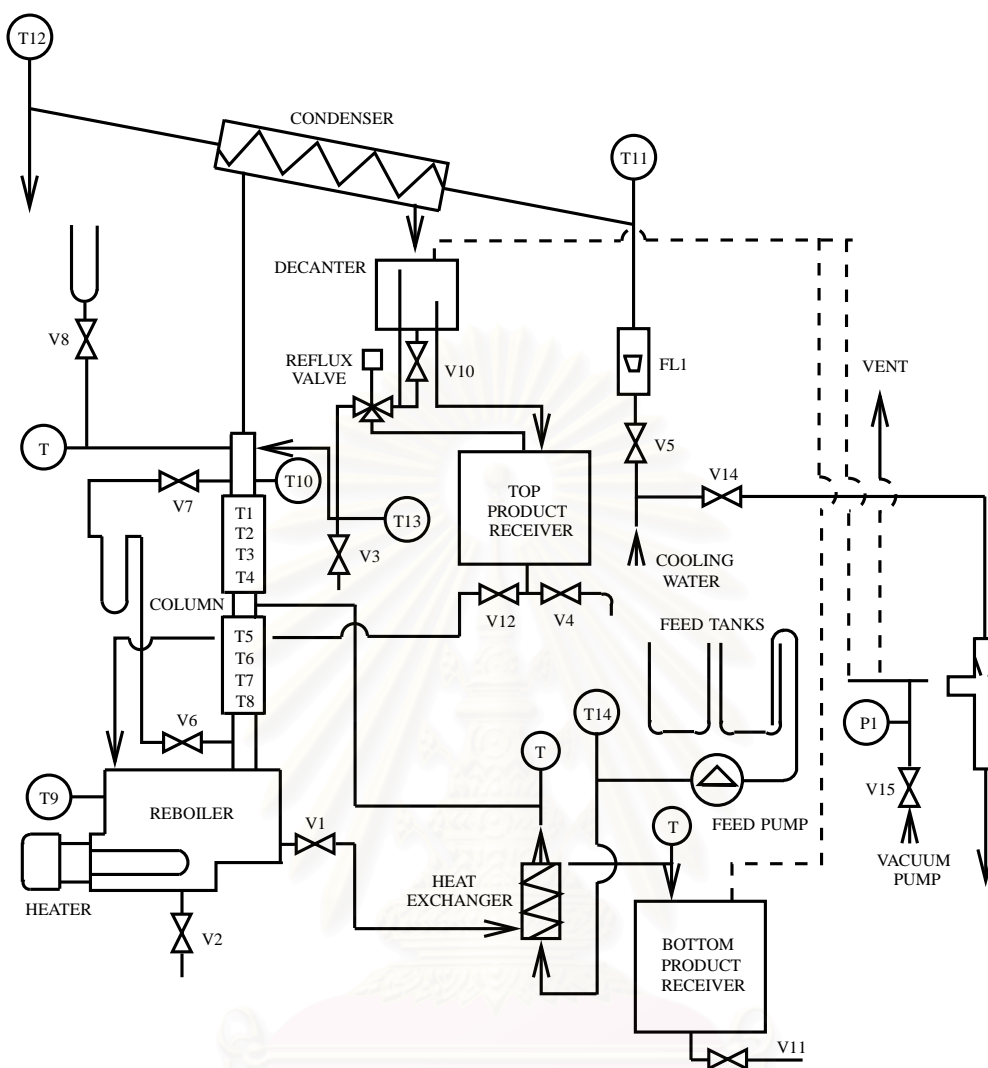 T12
CONDENSER
T11
DECANTER
V8
REFLUX
VALVE
V10
FL1
VENT
T
V5
V7
T10
V14
T1
T2
T3
T4
TOP
PRODUCT
RECEIVER
T13
V3
COOLING
WATER
COLUMN
V12
V4
FEED TANKS
T5
T6
T7
T8
V6
T14
T
P1
T9
REBOILER
V1
V15
FEED PUMP
T
VACUUM
PUMP
HEAT
EXCHANGER
HEATER
V2
BOTTOM
PRODUCT
RECEIVER
V11